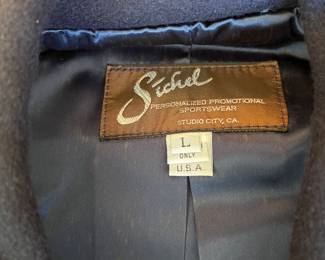 Sichel
PERSONALIZED PROMOTIONAL
SPORTSWEAR
STUDIO CITY, CA.
L
ONLY
U.S.A.